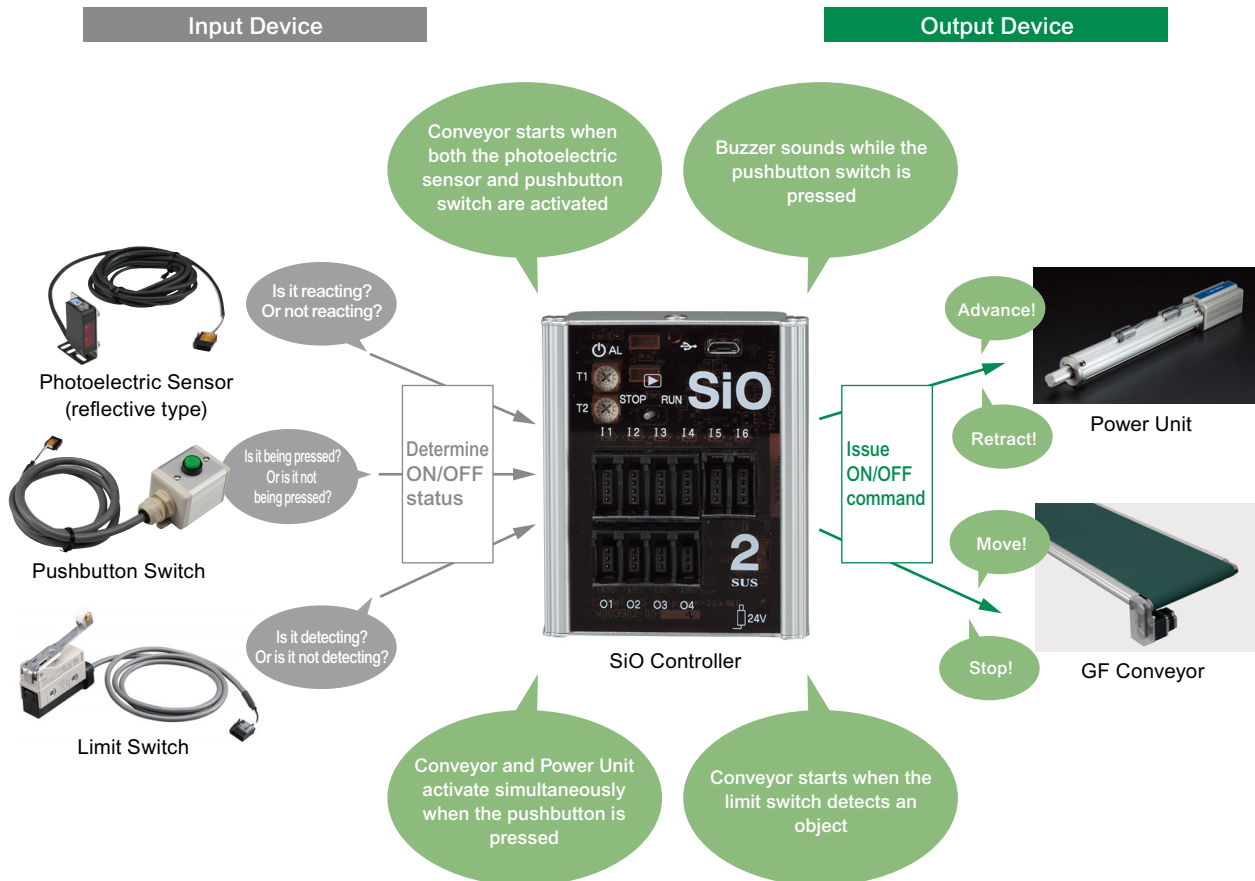 Input Device
Output Device
Conveyor starts when
both the photoelectric
sensor and pushbutton
switch are activated
Buzzer sounds while the
pushbutton switch is
pressed
Is it reacting?
Or not reacting?
Photoelectric Sensor
(reflective type)
Is it being pressed?
Or is it not
being pressed?
Pushbutton Switch
Is it detecting?
Or is it not detecting?
Limit Switch
Determine
ON/OFF
status
AL
T1
T2
STOP
RUN
SiO
I1 I2 I3 I4 I5 I6
2
SUS
O1 O2 O3 O4
24V
SiO Controller
Issue
ON/OFF
command
Advance!
Retract!
Power Unit
Move!
Stop!
GF Conveyor
Conveyor and Power Unit
activate simultaneously
when the pushbutton is
pressed
Conveyor starts when the
limit switch detects an
object